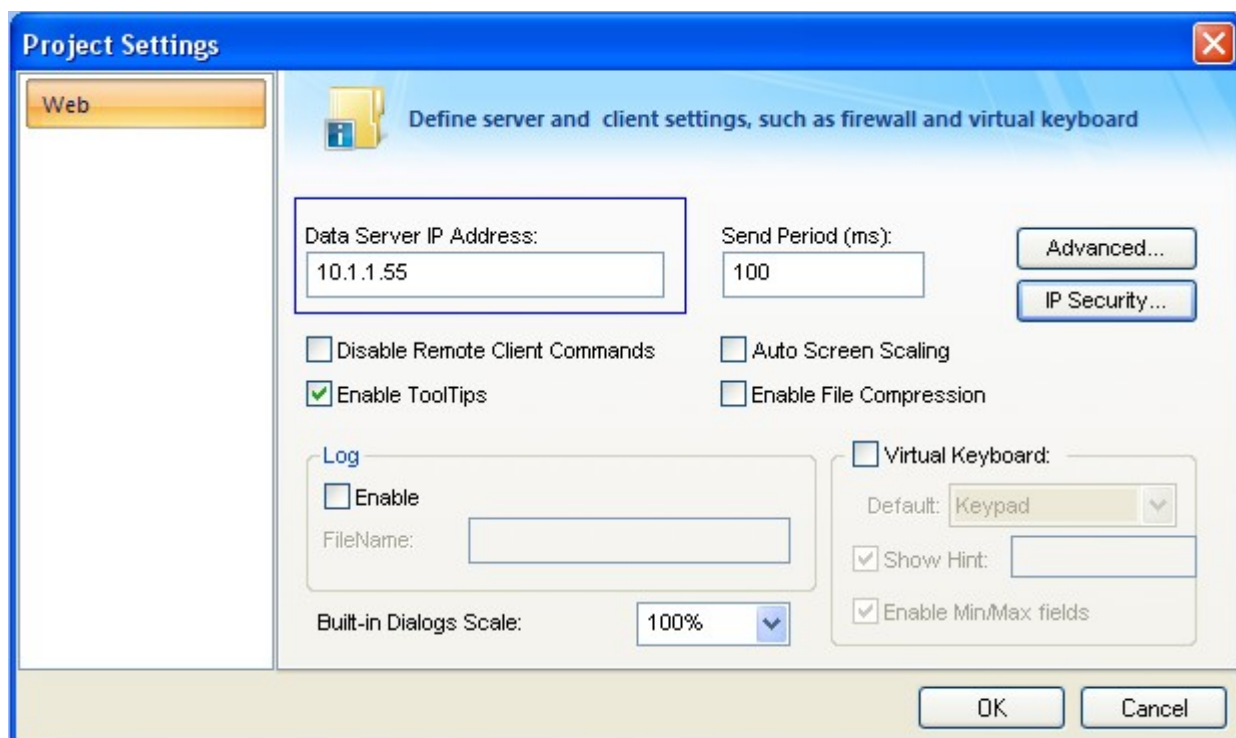 Project Settings
Web
Define server and client settings, such as firewall and virtual keyboard
Data Server IP Address:
10.1.1.55
Send Period (ms):
100
Advanced...
IP Security...
Disable Remote Client Commands
Auto Screen Scaling
Enable ToolTips
Enable File Compression
Log
Enable
FileName:
Virtual Keyboard:
Default: Keypad
Show Hint:
Enable Min/Max fields
Built-in Dialogs Scale: 100%
OK
Cancel